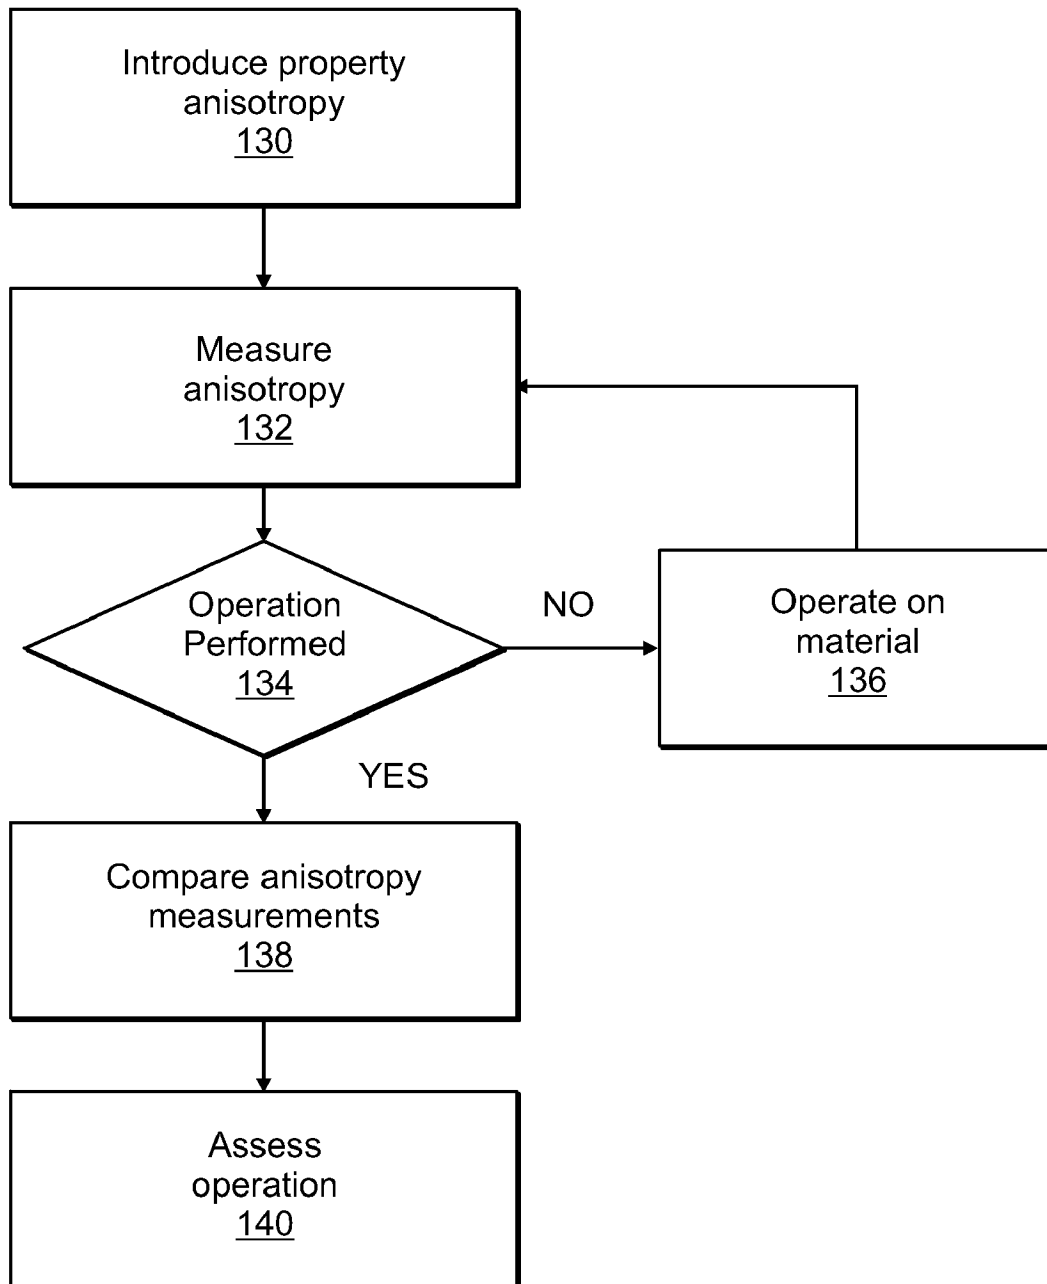 Introduce property
anisotropy
130
Measure
anisotropy
132
Operation
Performed
134
NO
Operate on
material
136
YES
Compare anisotropy
measurements
138
Assess
operation
140